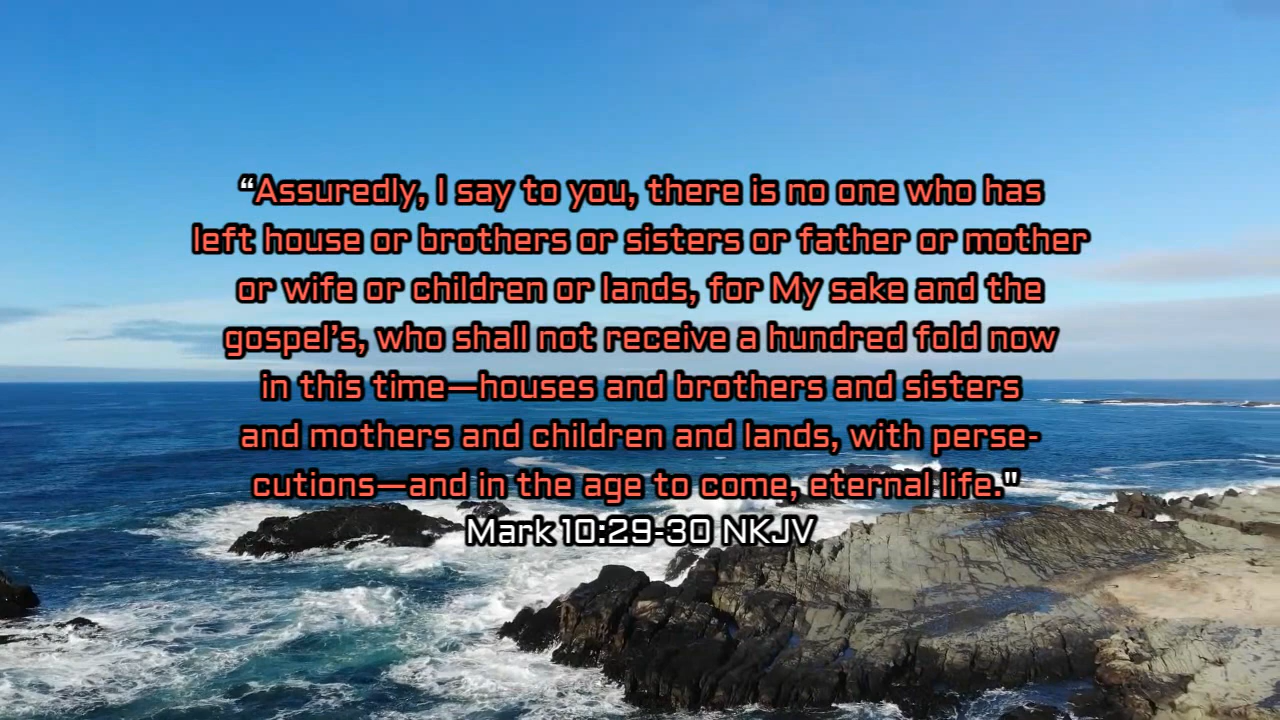 “Assuredly, I say to you, there is no one who has
left house or brothers or sisters or father or mother
or wife or children or lands, for My sake and the
gospel’s, who shall not receive a hundred fold now
in this time—houses and brothers and sisters
and mothers and children and lands, with perse-
cutions—and in the age to come, eternal life."
Mark 10:29-30 NKJV